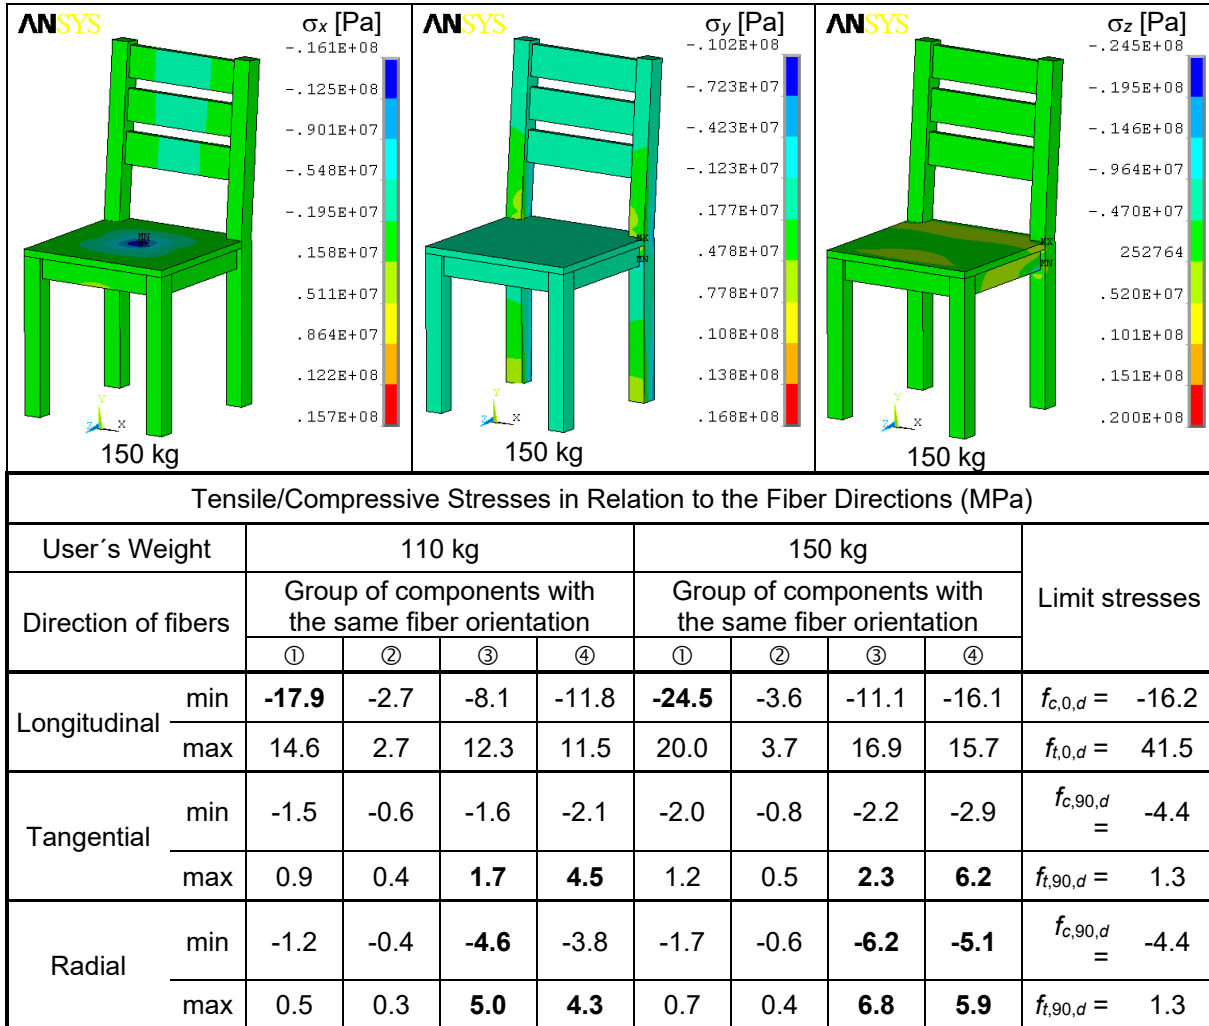 ANSYS σx [Pa]
-.161E+08
-.125E+08
-.901E+07
-.548E+07
-.195E+07
.158E+07
.511E+07
.864E+07
.122E+08
.157E+08
MN
Y
Z X
150 kg
ANSYS σy [Pa]
-.102E+08
-.723E+07
-.423E+07
-.123E+07
.177E+07
.478E+07
.778E+07
.108E+08
.138E+08
.168E+08
MX
MN
Y
Z X
150 kg
ANSYS σz [Pa]
-.245E+08
-.195E+08
-.146E+08
-.964E+07
-.470E+07
252764
.520E+07
.101E+08
.151E+08
.200E+08
MX
MN
Y
Z X
150 kg
Tensile/Compressive Stresses in Relation to the Fiber Directions (MPa)
User´s Weight 110 kg 150 kg Limit stresses
Direction of fibers Group of components with the same fiber orientation Group of components with the same fiber orientation
① ② ③ ④ ① ② ③ ④
Longitudinal min -17.9 -2.7 -8.1 -11.8 -24.5 -3.6 -11.1 -16.1 fc,0,d = -16.2
max 14.6 2.7 12.3 11.5 20.0 3.7 16.9 15.7 ft,0,d = 41.5
Tangential min -1.5 -0.6 -1.6 -2.1 -2.0 -0.8 -2.2 -2.9 fc,90,d = -4.4
max 0.9 0.4 1.7 4.5 1.2 0.5 2.3 6.2 ft,90,d = 1.3
Radial min -1.2 -0.4 -4.6 -3.8 -1.7 -0.6 -6.2 -5.1 fc,90,d = -4.4
max 0.5 0.3 5.0 4.3 0.7 0.4 6.8 5.9 ft,90,d = 1.3